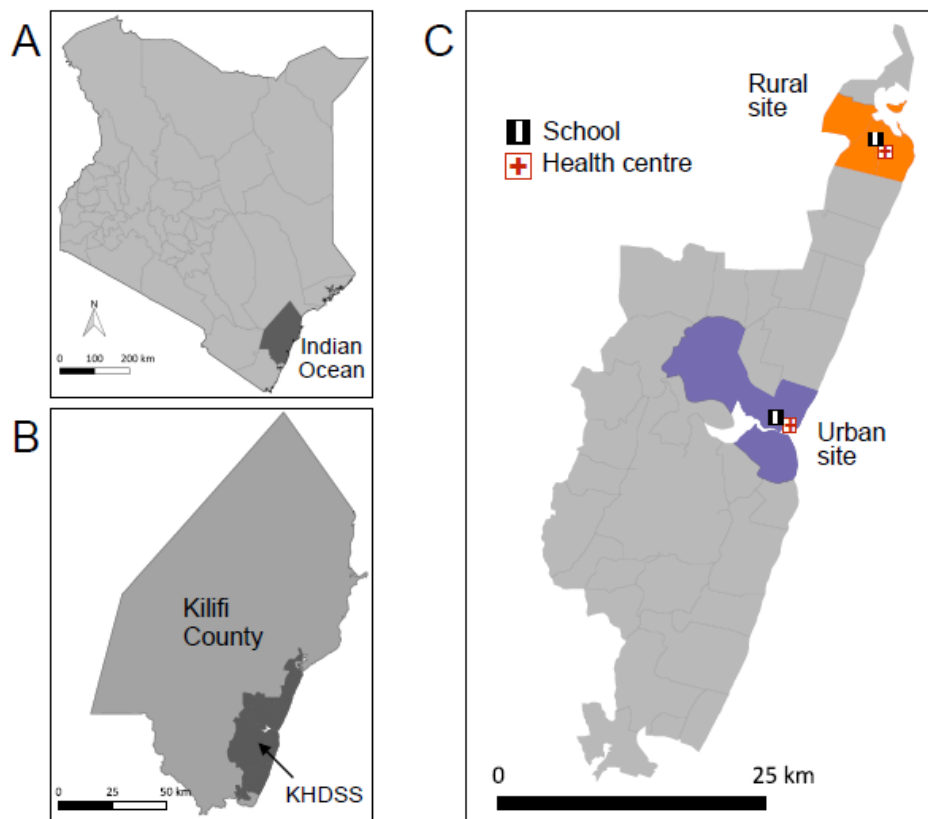 A
N
0 100 200 km
Indian
Ocean
B
Kilifi
County
0 25 50 km
KHDSS
C
Rural
site
School
Health centre
Urban
site
0 25 km